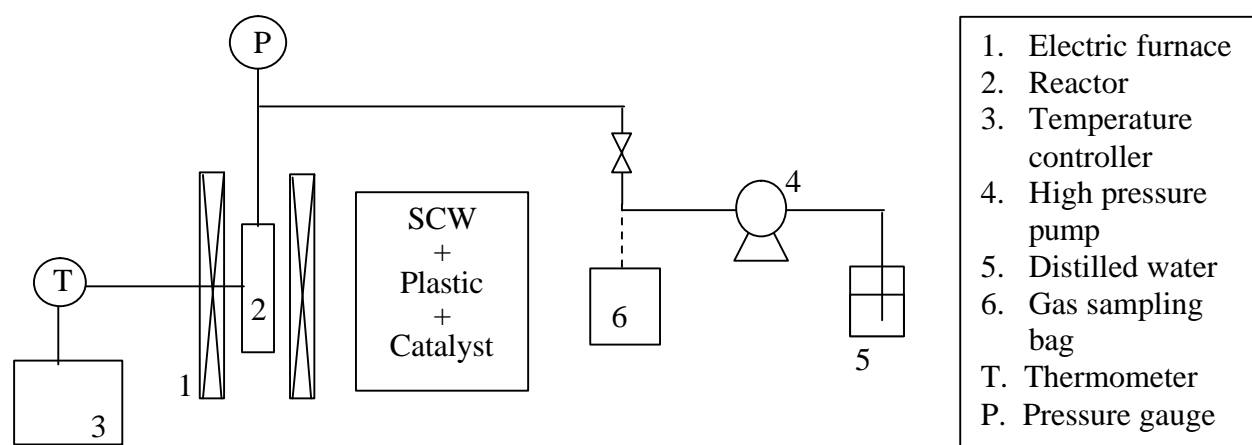 P
4
SCW
+
Plastic
+
Catalyst
T
2
6
5
1
3
1. Electric furnace
2. Reactor
3. Temperature
controller
4. High pressure
pump
5. Distilled water
6. Gas sampling
bag
T. Thermometer
P. Pressure gauge